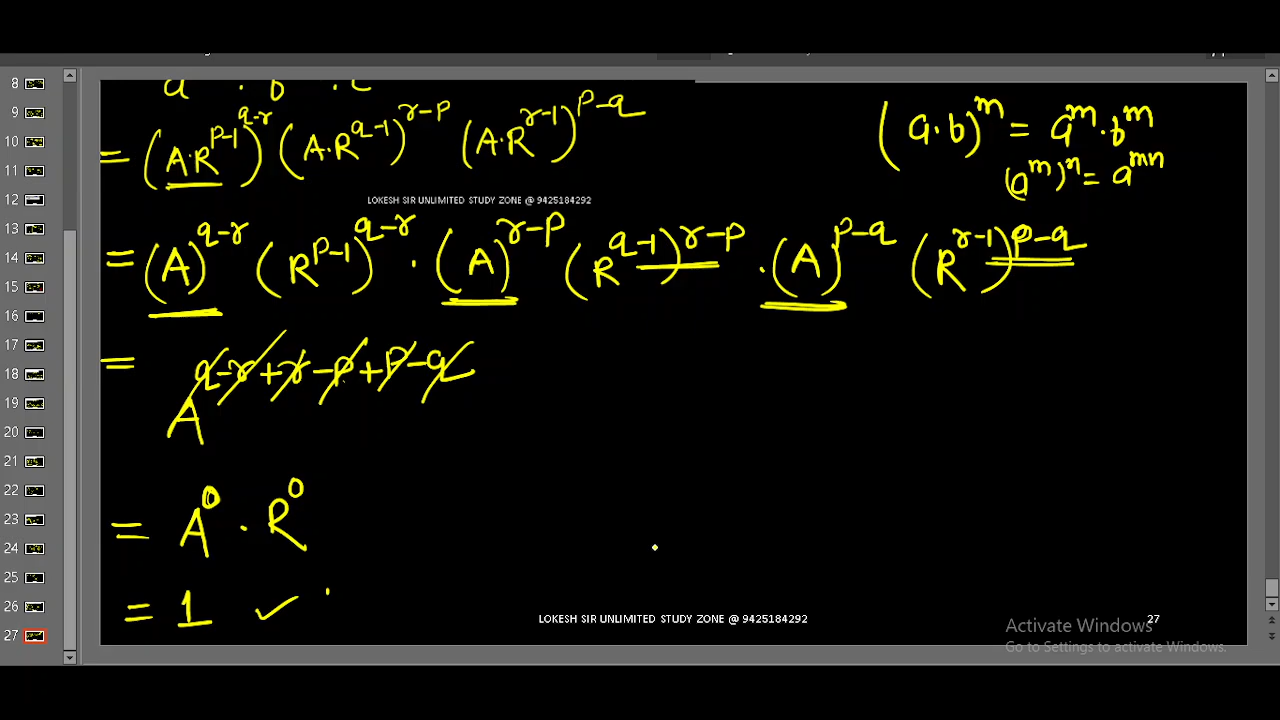 a · b · c
= (A·R^{p-1})^{q-r} (A·R^{q-1})^{r-p} (A·R^{r-1})^{p-q}
(a·b)^m = a^m·b^m
(a^m)^n = a^{mn}
LOKESH SIR UNLIMITED STUDY ZONE @ 9425184292
= (A)^{q-r} (R^{p-1})^{q-r} · (A)^{r-p} (R^{q-1})^{r-p} · (A)^{p-q} (R^{r-1})^{p-q}
= A^{q-r+r-p+p-q}
= A^0 · R^0
= 1 ✓
LOKESH SIR UNLIMITED STUDY ZONE @ 9425184292
27
Activate Windows
Go to Settings to activate Windows.
8
9
10
11
12
13
14
15
16
17
18
19
20
21
22
23
24
25
26
27